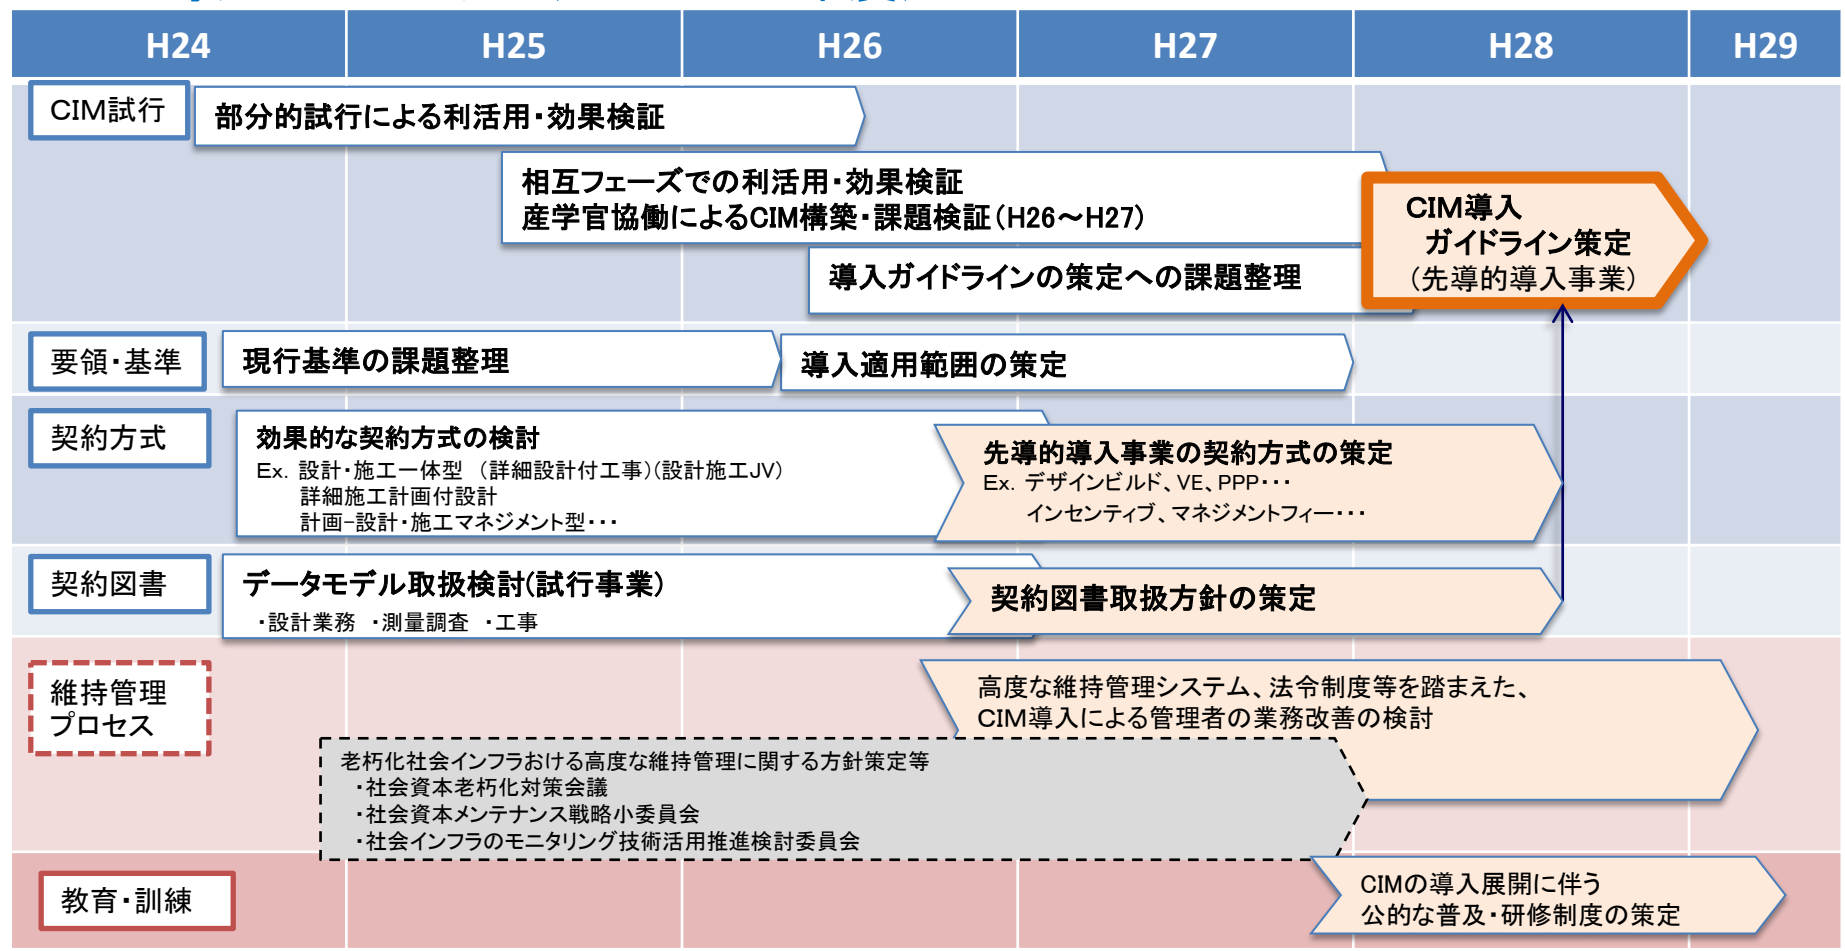 H24 H25 H26 H27 H28 H29
CIM試行
部分的試行による利活用・効果検証
相互フェーズでの利活用・効果検証
産学官協働によるCIM構築・課題検証（H26～H27）
導入ガイドラインの策定への課題整理
CIM導入
ガイドライン策定
（先導的導入事業）
要領・基準
現行基準の課題整理
導入適用範囲の策定
契約方式
効果的な契約方式の検討
Ex. 設計・施工一体型 （詳細設計付工事）（設計施工JV）
詳細施工計画付設計
計画-設計・施工マネジメント型・・・
先導的導入事業の契約方式の策定
Ex. デザインビルド、VE、PPP・・・
インセンティブ、マネジメントフィー・・・
契約図書
データモデル取扱検討(試行事業)
・設計業務 ・測量調査 ・工事
契約図書取扱方針の策定
維持管理
プロセス
高度な維持管理システム、法令制度等を踏まえた、
CIM導入による管理者の業務改善の検討
老朽化社会インフラおける高度な維持管理に関する方針策定等
・社会資本老朽化対策会議
・社会資本メンテナンス戦略小委員会
・社会インフラのモニタリング技術活用推進検討委員会
教育・訓練
CIMの導入展開に伴う
公的な普及・研修制度の策定